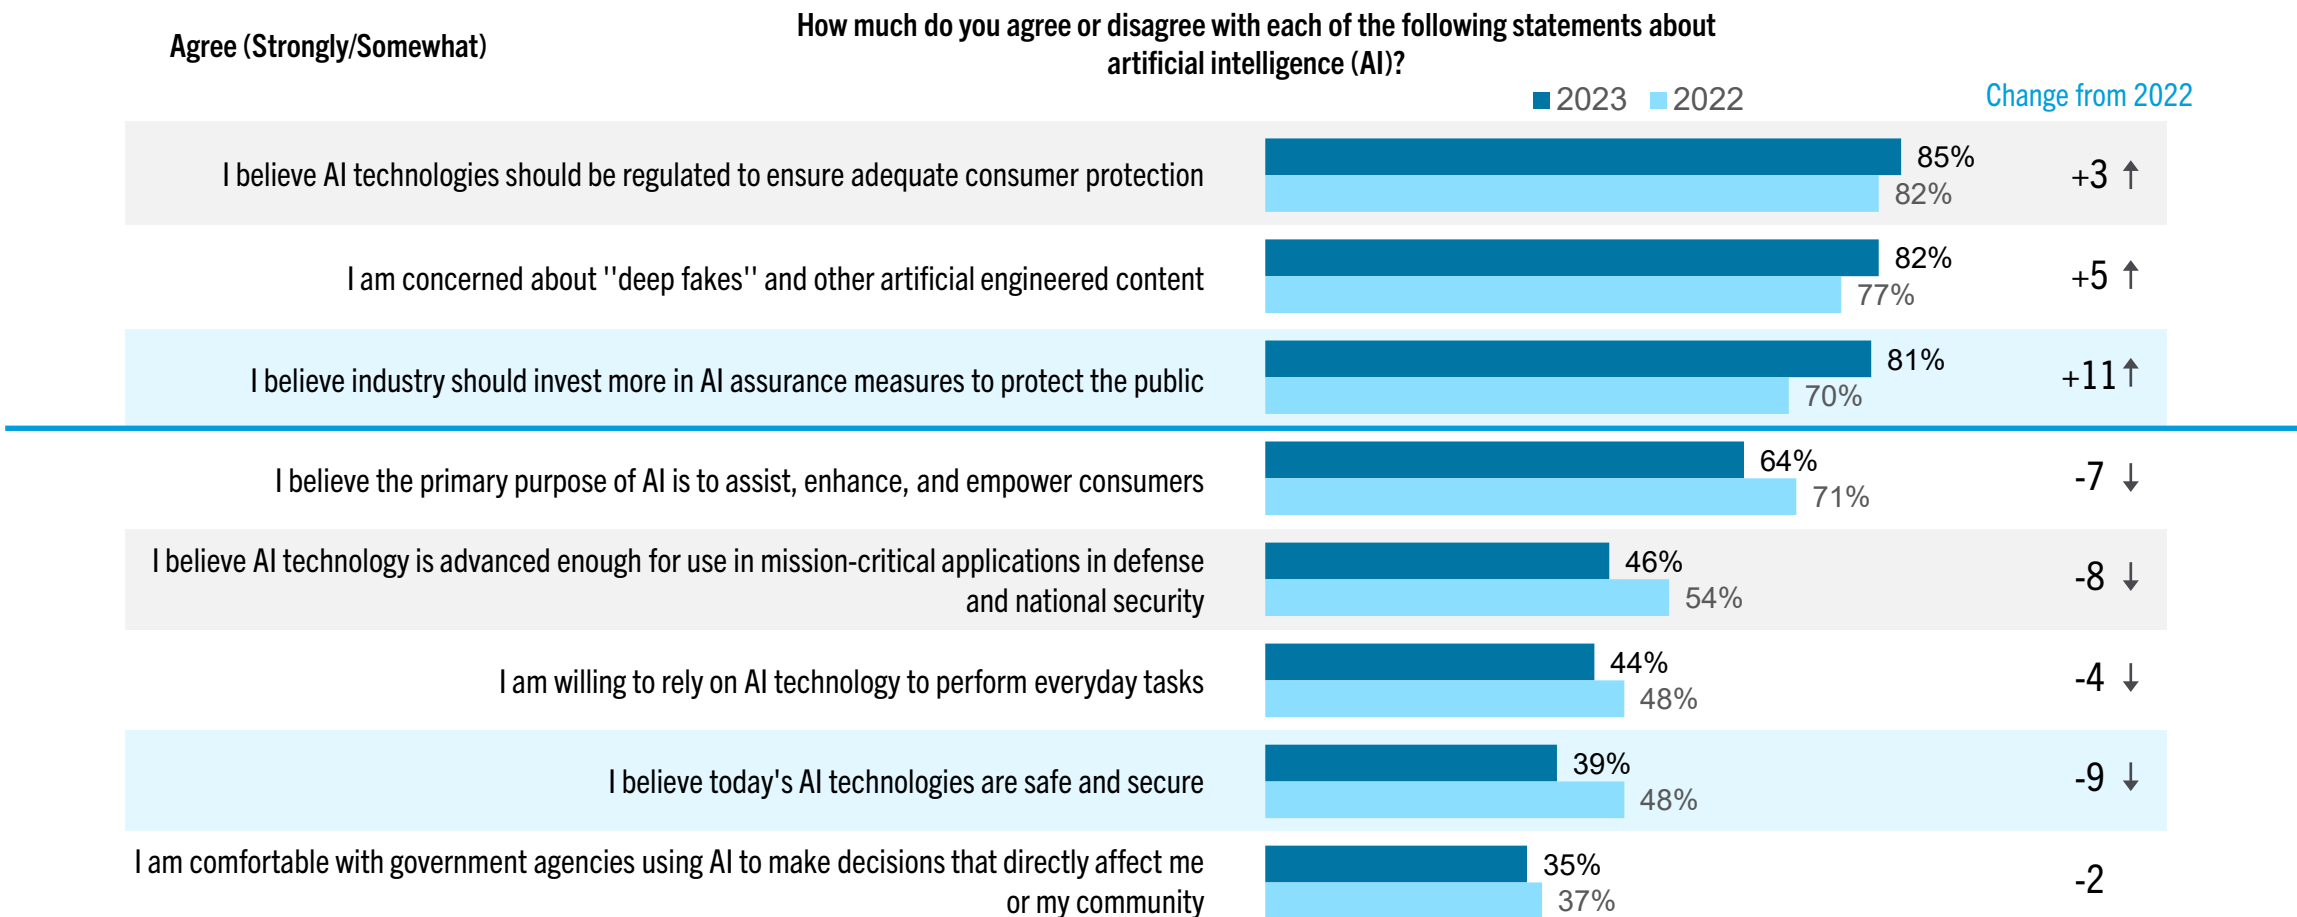 Agree (Strongly/Somewhat)
How much do you agree or disagree with each of the following statements about
artificial intelligence (AI)?
2023 2022
Change from 2022
I believe AI technologies should be regulated to ensure adequate consumer protection
85%
82%
+3 ↑
I am concerned about "deep fakes" and other artificial engineered content
82%
77%
+5 ↑
I believe industry should invest more in AI assurance measures to protect the public
81%
70%
+11 ↑
I believe the primary purpose of AI is to assist, enhance, and empower consumers
64%
71%
-7 ↓
I believe AI technology is advanced enough for use in mission-critical applications in defense
and national security
46%
54%
-8 ↓
I am willing to rely on AI technology to perform everyday tasks
44%
48%
-4 ↓
I believe today's AI technologies are safe and secure
39%
48%
-9 ↓
I am comfortable with government agencies using AI to make decisions that directly affect me
or my community
35%
37%
-2